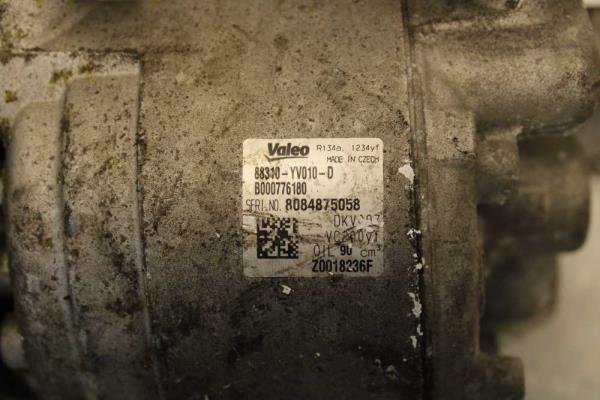 Valeo R134a, 1234yf
MADE IN CZECH
88310-YV010-D
B000776180
SERI.NO. 8084875058
OIL 90 cm³
Z0018236F